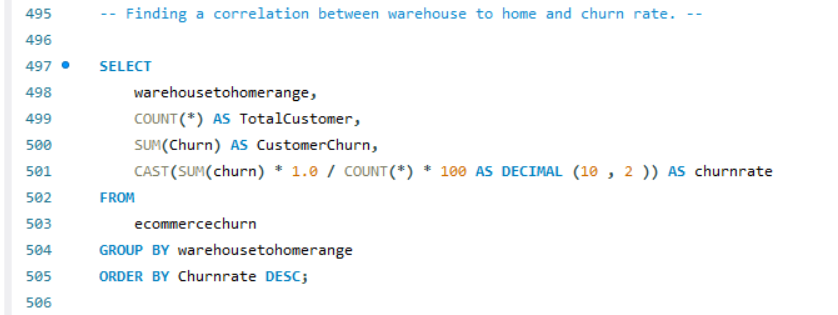 495 -- Finding a correlation between warehouse to home and churn rate. --
496
497 SELECT
498 warehousetohomerange,
499 COUNT(*) AS TotalCustomer,
500 SUM(Churn) AS CustomerChurn,
501 CAST(SUM(churn) * 1.0 / COUNT(*) * 100 AS DECIMAL (10 , 2 )) AS churnrate
502 FROM
503 ecommercechurn
504 GROUP BY warehousetohomerange
505 ORDER BY Churnrate DESC;
506